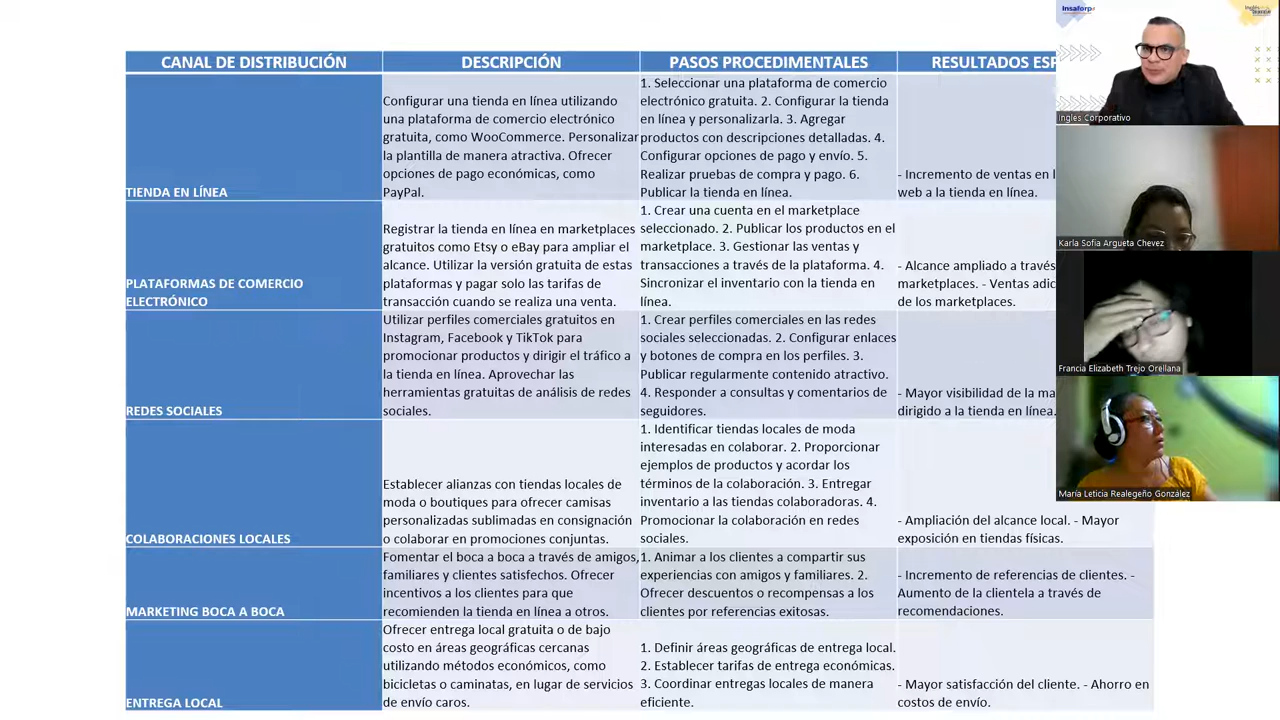 CANAL DE DISTRIBUCIÓN
DESCRIPCIÓN
PASOS PROCEDIMENTALES
RESULTADOS ESP
TIENDA EN LÍNEA
Configurar una tienda en línea utilizando
una plataforma de comercio electrónico
gratuita, como WooCommerce. Personalizar
la plantilla de manera atractiva. Ofrecer
opciones de pago económicas, como
PayPal.
1. Seleccionar una plataforma de comercio
electrónico gratuita. 2. Configurar la tienda
en línea y personalizarla. 3. Agregar
productos con descripciones detalladas. 4.
Configurar opciones de pago y envío. 5.
Realizar pruebas de compra y pago. 6.
Publicar la tienda en línea.
- Incremento de ventas en l
web a la tienda en línea.
PLATAFORMAS DE COMERCIO
ELECTRÓNICO
Registrar la tienda en línea en marketplaces
gratuitos como Etsy o eBay para ampliar el
alcance. Utilizar la versión gratuita de estas
plataformas y pagar solo las tarifas de
transacción cuando se realiza una venta.
1. Crear una cuenta en el marketplace
seleccionado. 2. Publicar los productos en el
marketplace. 3. Gestionar las ventas y
transacciones a través de la plataforma. 4.
Sincronizar el inventario con la tienda en
línea.
- Alcance ampliado a través
marketplaces. - Ventas adic
de los marketplaces.
REDES SOCIALES
Utilizar perfiles comerciales gratuitos en
Instagram, Facebook y TikTok para
promocionar productos y dirigir el tráfico a
la tienda en línea. Aprovechar las
herramientas gratuitas de análisis de redes
sociales.
1. Crear perfiles comerciales en las redes
sociales seleccionadas. 2. Configurar enlaces
y botones de compra en los perfiles. 3.
Publicar regularmente contenido atractivo.
4. Responder a consultas y comentarios de
seguidores.
- Mayor visibilidad de la ma
dirigido a la tienda en línea.
COLABORACIONES LOCALES
Establecer alianzas con tiendas locales de
moda o boutiques para ofrecer camisas
personalizadas sublimadas en consignación
o colaborar en promociones conjuntas.
1. Identificar tiendas locales de moda
interesadas en colaborar. 2. Proporcionar
ejemplos de productos y acordar los
términos de la colaboración. 3. Entregar
inventario a las tiendas colaboradoras. 4.
Promocionar la colaboración en redes
sociales.
- Ampliación del alcance local. - Mayor
exposición en tiendas físicas.
MARKETING BOCA A BOCA
Fomentar el boca a boca a través de amigos,
familiares y clientes satisfechos. Ofrecer
incentivos a los clientes para que
recomienden la tienda en línea a otros.
1. Animar a los clientes a compartir sus
experiencias con amigos y familiares. 2.
Ofrecer descuentos o recompensas a los
clientes por referencias exitosas.
- Incremento de referencias de clientes. -
Aumento de la clientela a través de
recomendaciones.
ENTREGA LOCAL
Ofrecer entrega local gratuita o de bajo
costo en áreas geográficas cercanas
utilizando métodos económicos, como
bicicletas o caminatas, en lugar de servicios
de envío caros.
1. Definir áreas geográficas de entrega local.
2. Establecer tarifas de entrega económicas.
3. Coordinar entregas locales de manera
eficiente.
- Mayor satisfacción del cliente. - Ahorro en
costos de envío.
Insaforp
Ingles Corporativo
Karla Sofia Argueta Chevez
Francia Elizabeth Trejo Orellana
María Leticia Realegeño González